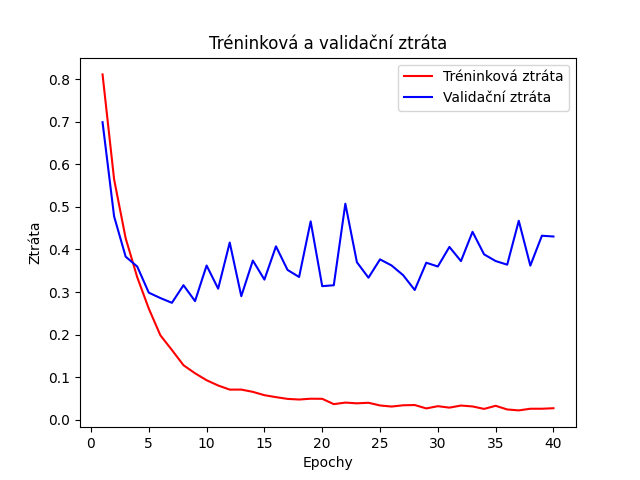 Tréninková a validační ztráta
Tréninková ztráta
Validační ztráta
Ztráta
0.8
0.7
0.6
0.5
0.4
0.3
0.2
0.1
0.0
0 5 10 15 20 25 30 35 40
Epochy